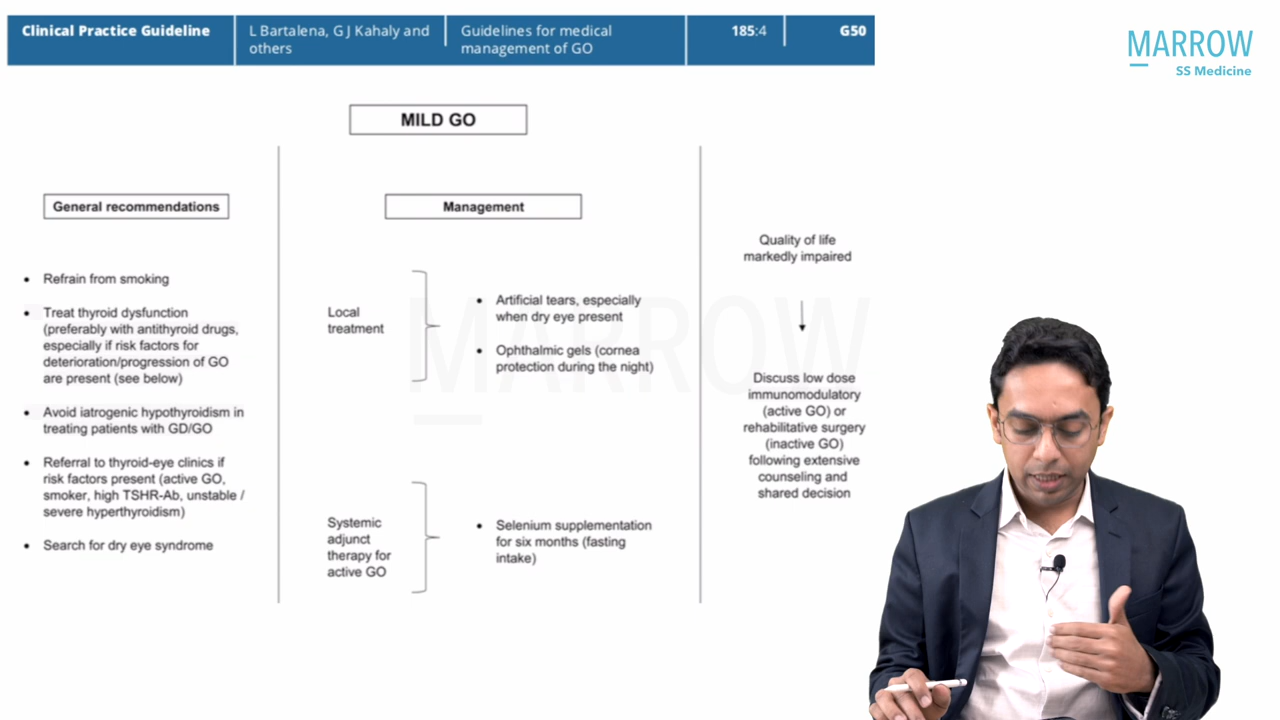 Clinical Practice Guideline
L Bartalena, G J Kahaly and
others
Guidelines for medical
management of GO
185:4
G50
MARROW
SS Medicine
MILD GO
General recommendations
• Refrain from smoking
• Treat thyroid dysfunction
(preferably with antithyroid drugs,
especially if risk factors for
deterioration/progression of GO
are present (see below)
• Avoid iatrogenic hypothyroidism in
treating patients with GD/GO
• Referral to thyroid-eye clinics if
risk factors present (active GO,
smoker, high TSHR-Ab, unstable /
severe hyperthyroidism)
• Search for dry eye syndrome
Management
Local
treatment
• Artificial tears, especially
when dry eye present
• Ophthalmic gels (cornea
protection during the night)
Systemic
adjunct
therapy for
active GO
• Selenium supplementation
for six months (fasting
intake)
Quality of life
markedly impaired
Discuss low dose
immunomodulatory
(active GO) or
rehabilitative surgery
(inactive GO)
following extensive
counseling and
shared decision
MARROW